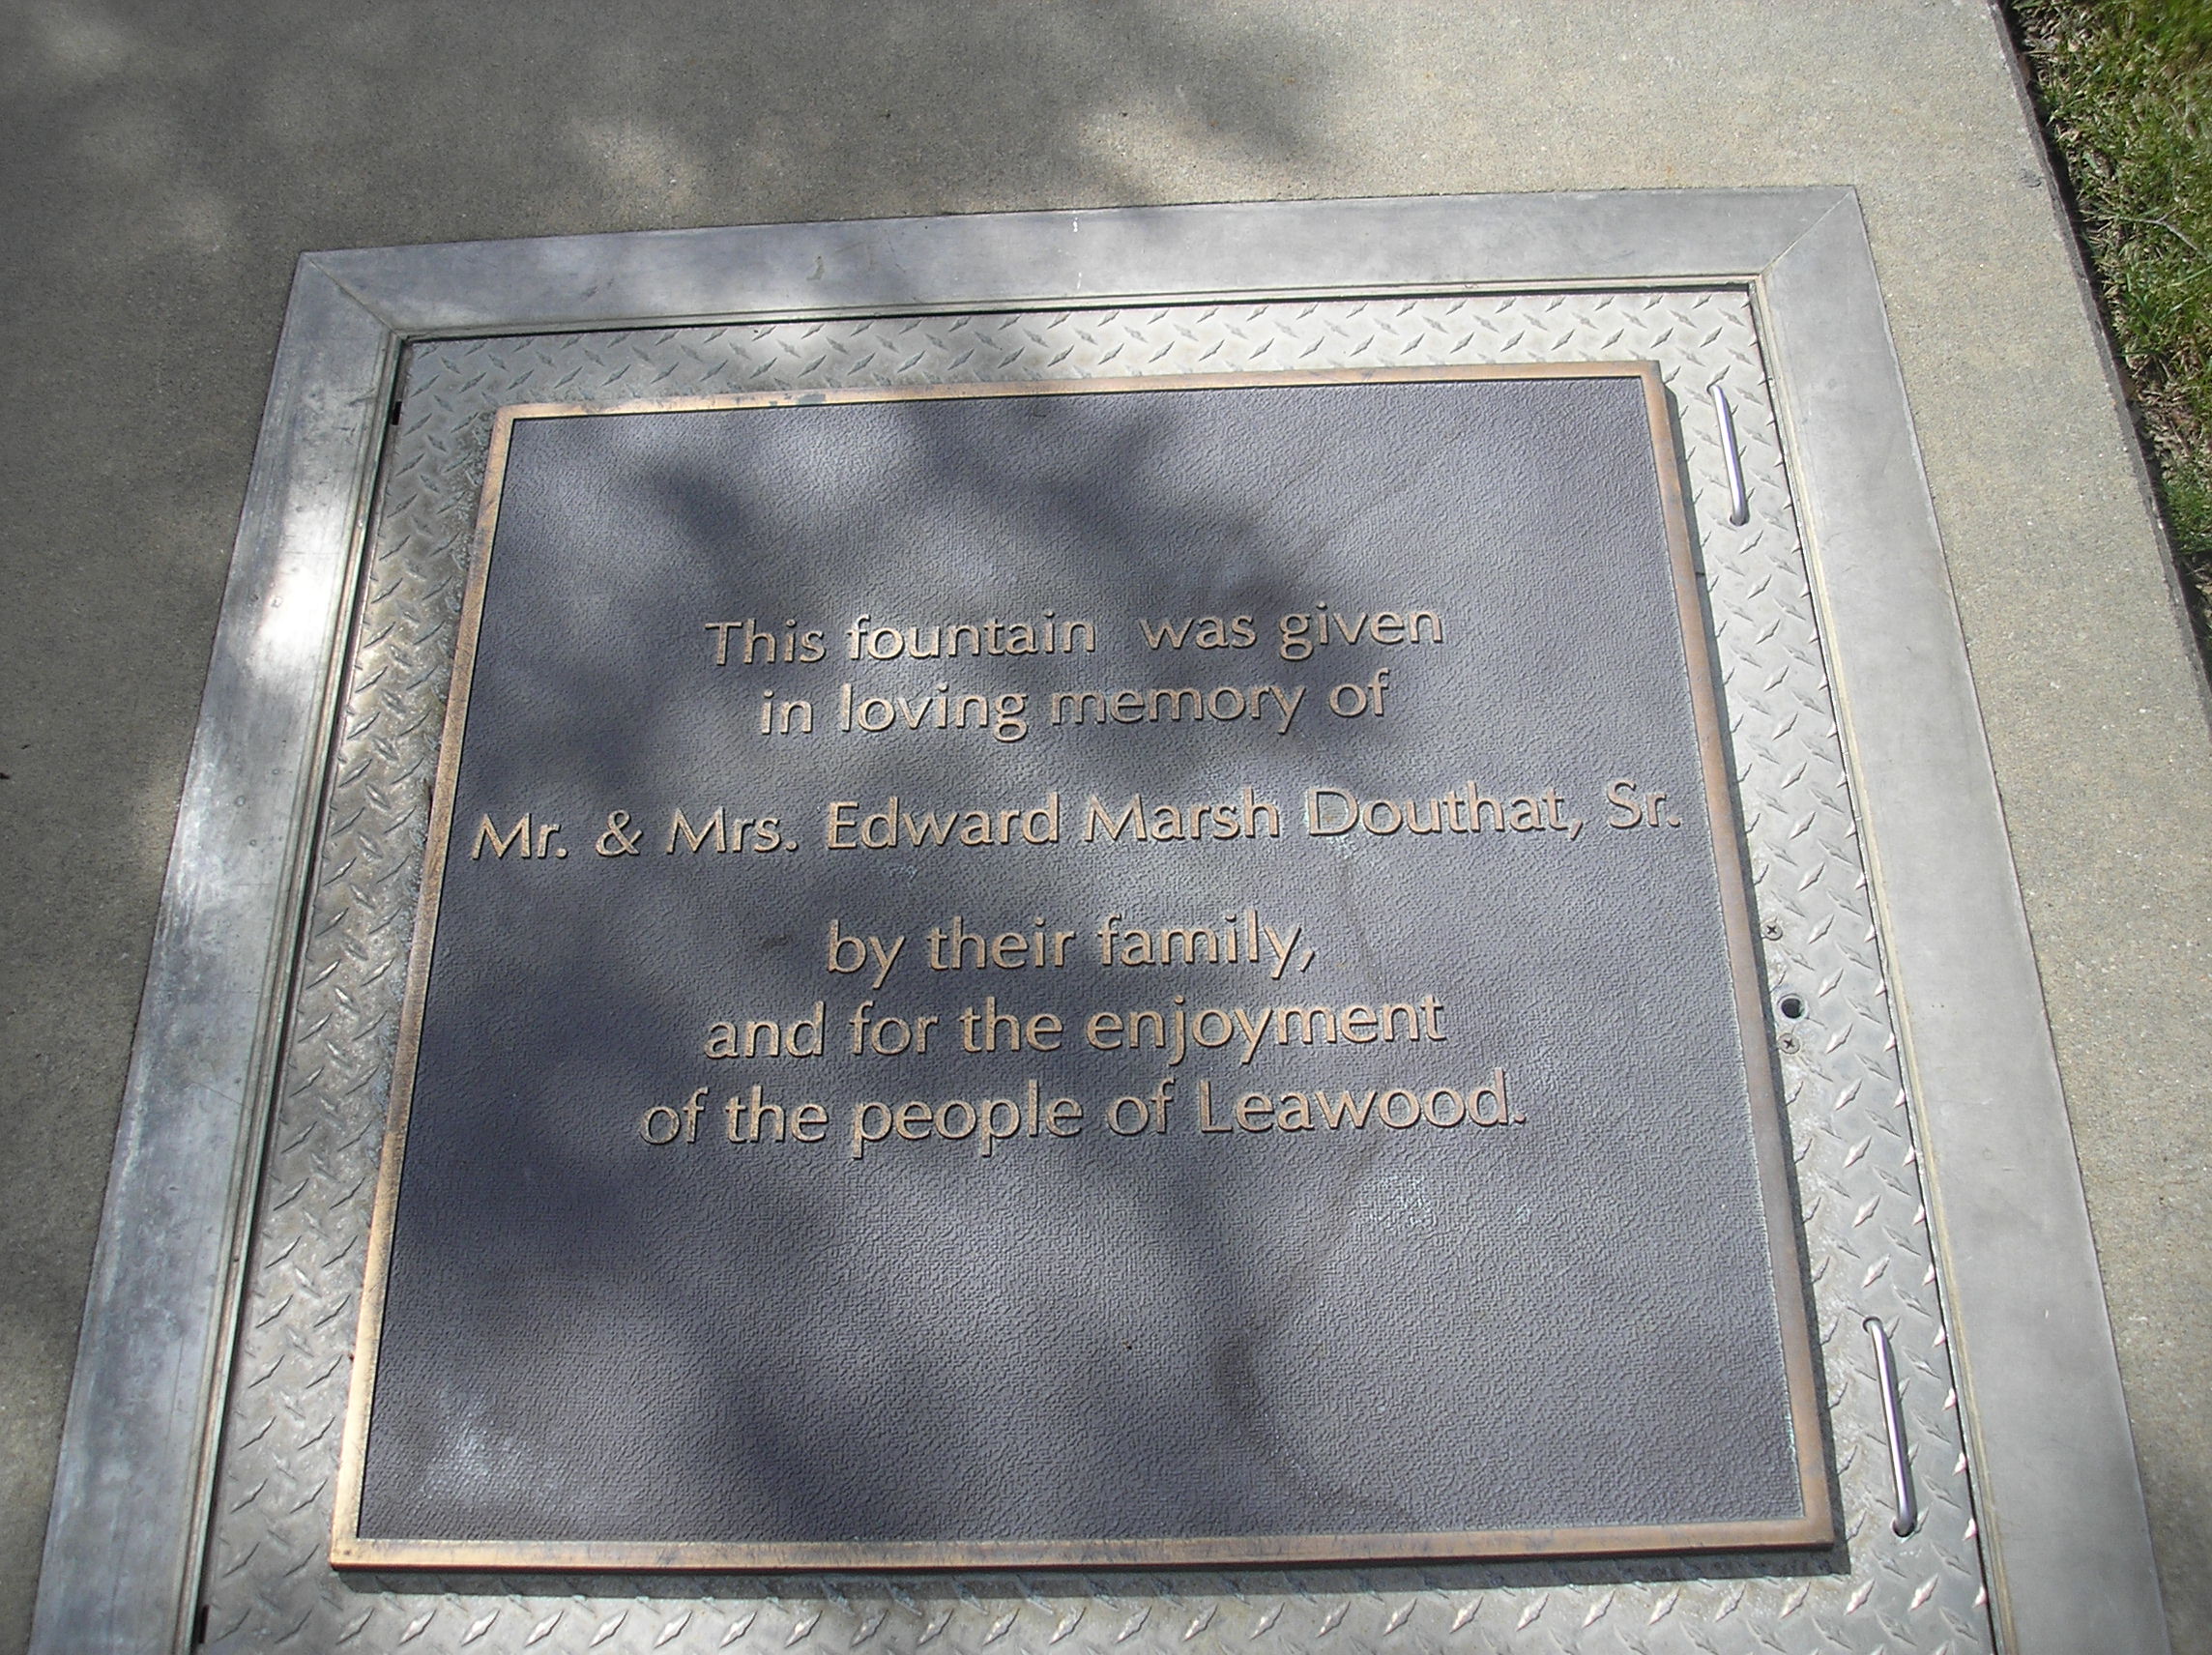 This fountain was given
in loving memory of
Mr. & Mrs. Edward Marsh Douthat, Sr.
by their family,
and for the enjoyment
of the people of Leawood.